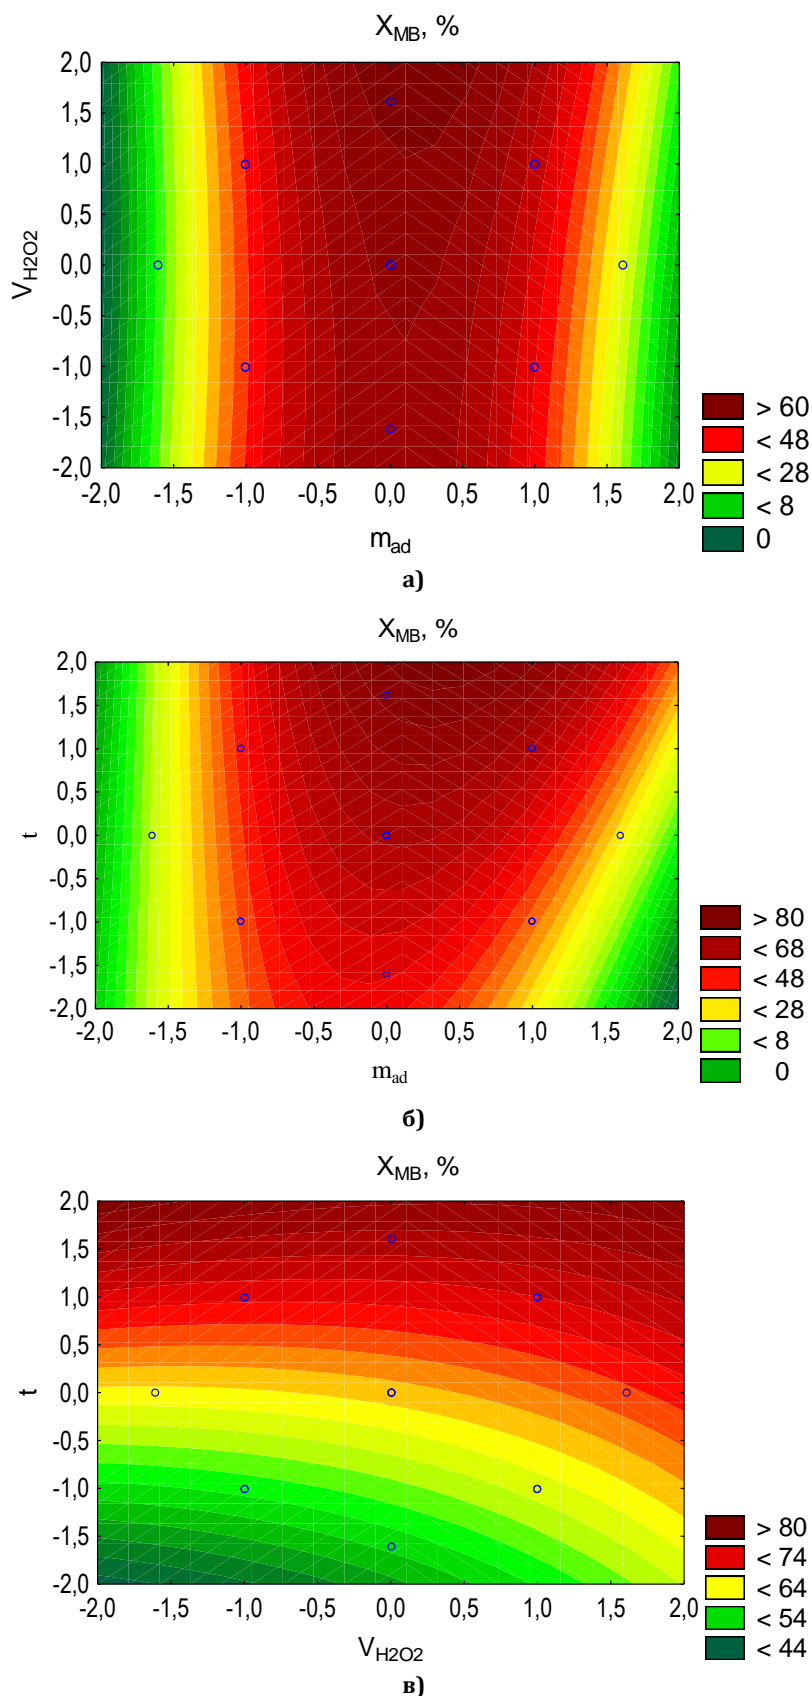 X_MB, %
2,0
1,5
1,0
0,5
0,0
-0,5
-1,0
-1,5
-2,0
V_H2O2
-2,0 -1,5 -1,0 -0,5 0,0 0,5 1,0 1,5 2,0
m_ad
> 60
< 48
< 28
< 8
0
а)
X_MB, %
2,0
1,5
1,0
0,5
0,0
-0,5
-1,0
-1,5
-2,0
t
-2,0 -1,5 -1,0 -0,5 0,0 0,5 1,0 1,5 2,0
m_ad
> 80
< 68
< 48
< 28
< 8
0
б)
X_MB, %
2,0
1,5
1,0
0,5
0,0
-0,5
-1,0
-1,5
-2,0
t
-2,0 -1,5 -1,0 -0,5 0,0 0,5 1,0 1,5 2,0
V_H2O2
> 80
< 74
< 64
< 54
< 44
в)